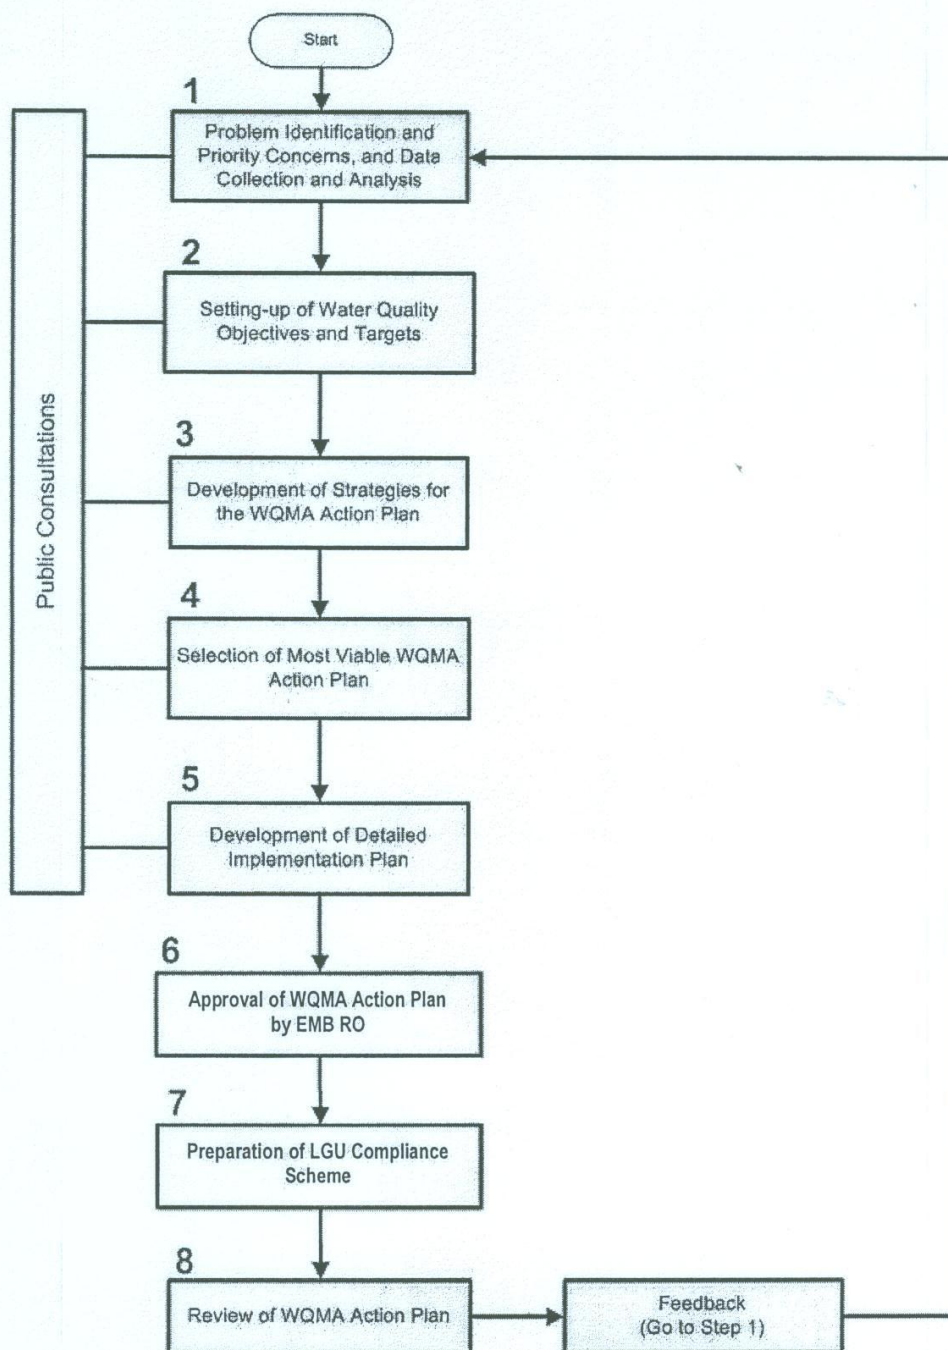 Start
1
Problem Identification and
Priority Concerns, and Data
Collection and Analysis
2
Setting-up of Water Quality
Objectives and Targets
3
Development of Strategies for
the WQMA Action Plan
4
Selection of Most Viable WQMA
Action Plan
5
Development of Detailed
Implementation Plan
Public Consultations
6
Approval of WQMA Action Plan
by EMB RO
7
Preparation of LGU Compliance
Scheme
8
Review of WQMA Action Plan
Feedback
(Go to Step 1)